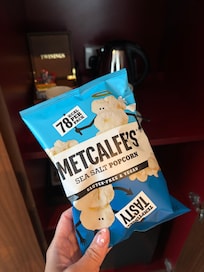 TWININGS
78 KCAL
PER
PACK
METCALFE'S
SEA SALT POPCORN
GLUTEN-FREE & VEGAN
TASTY